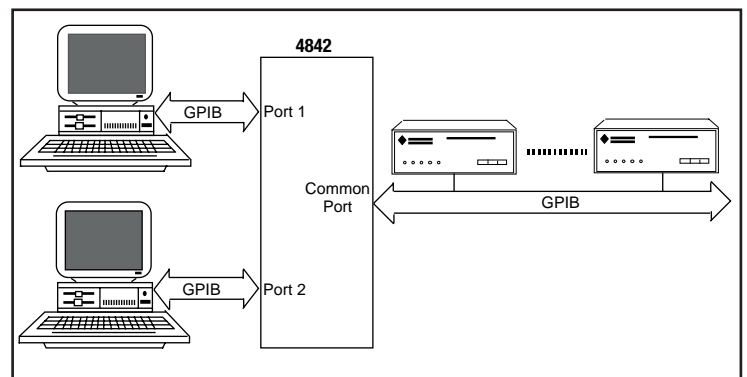 4842
GPIB
Port 1
Common
Port
GPIB
GPIB
Port 2